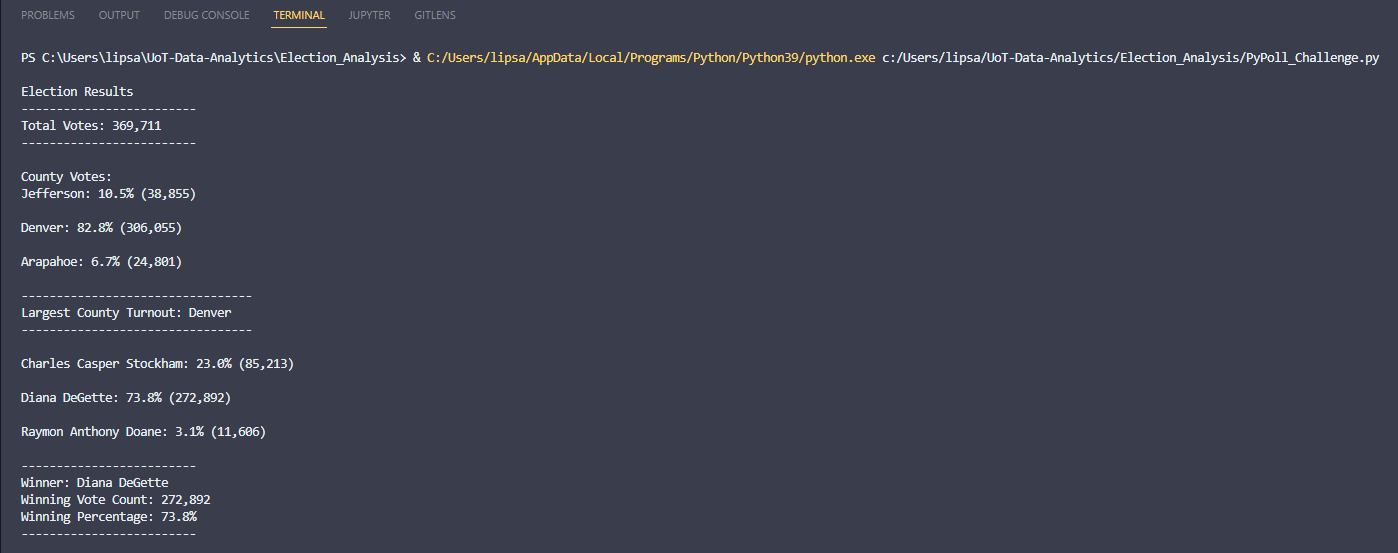 PROBLEMS OUTPUT DEBUG CONSOLE TERMINAL JUPYTER GITLENS
PS C:\Users\lipsa\UoT-Data-Analytics\Election_Analysis> & C:/Users/lipsa/AppData/Local/Programs/Python/Python39/python.exe c:/Users/lipsa/UoT-Data-Analytics/Election_Analysis/PyPoll_Challenge.py
Election Results
-------------------------
Total Votes: 369,711
-------------------------
County Votes:
Jefferson: 10.5% (38,855)
Denver: 82.8% (306,055)
Arapahoe: 6.7% (24,801)
---------------------------------
Largest County Turnout: Denver
---------------------------------
Charles Casper Stockham: 23.0% (85,213)
Diana DeGette: 73.8% (272,892)
Raymon Anthony Doane: 3.1% (11,606)
-------------------------
Winner: Diana DeGette
Winning Vote Count: 272,892
Winning Percentage: 73.8%
-------------------------